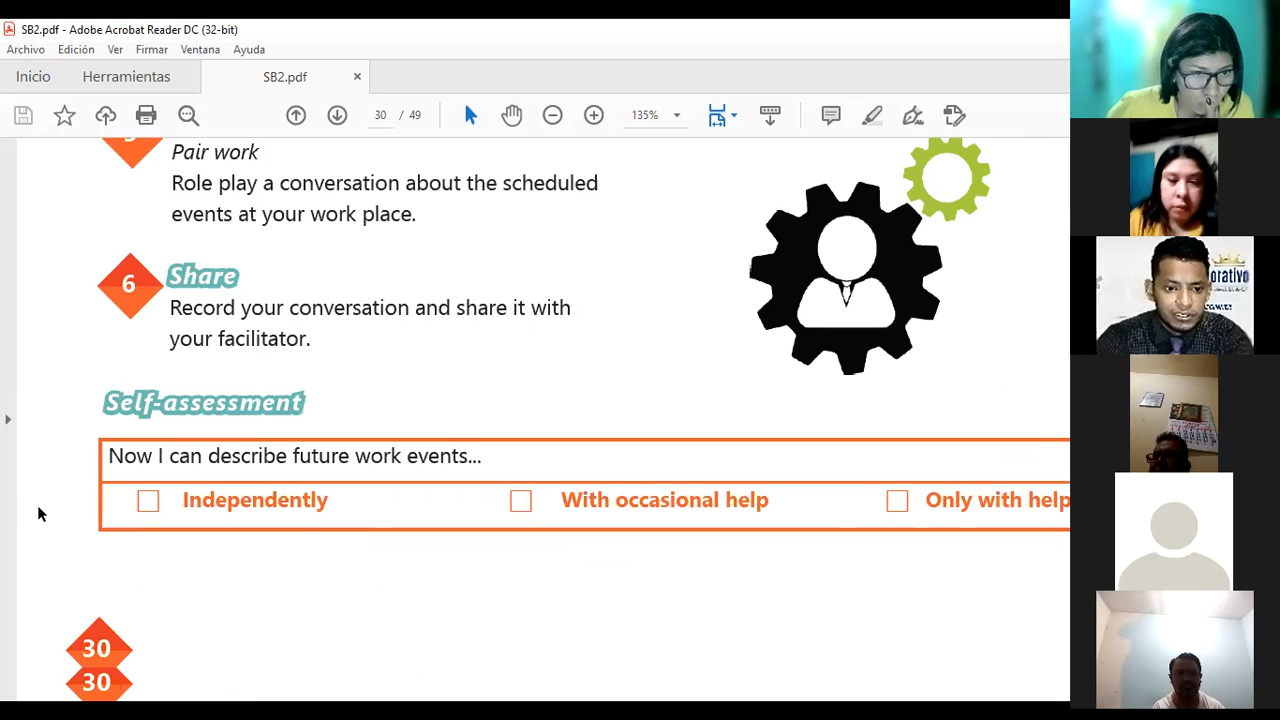 SB2.pdf - Adobe Acrobat Reader DC (32-bit)
Archivo Edición Ver Firmar Ventana Ayuda
Inicio Herramientas SB2.pdf
30 / 49 135%
Pair work
Role play a conversation about the scheduled
events at your work place.
6 Share
Record your conversation and share it with
your facilitator.
Self-assessment
Now I can describe future work events...
Independently With occasional help Only with help
30
30
orativo